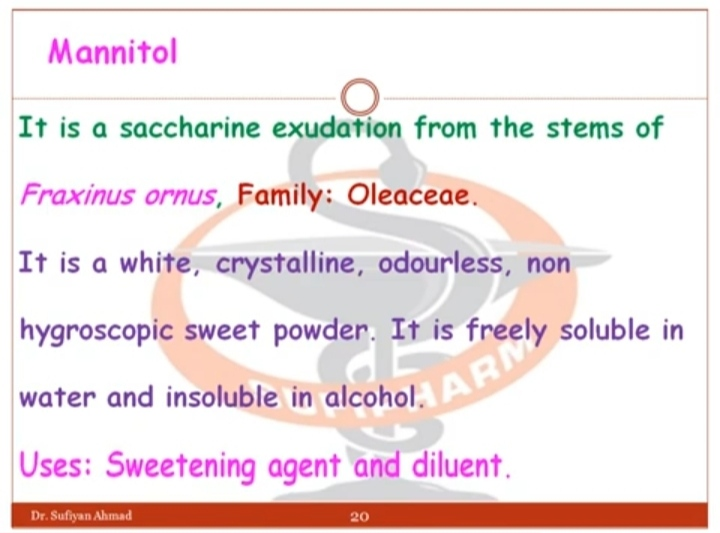 Mannitol
It is a saccharine exudation from the stems of
Fraxinus ornus, Family: Oleaceae.
It is a white, crystalline, odourless, non
hygroscopic sweet powder. It is freely soluble in
water and insoluble in alcohol.
SUFIPHARM
Uses: Sweetening agent and diluent.
Dr. Sufiyan Ahmad
20